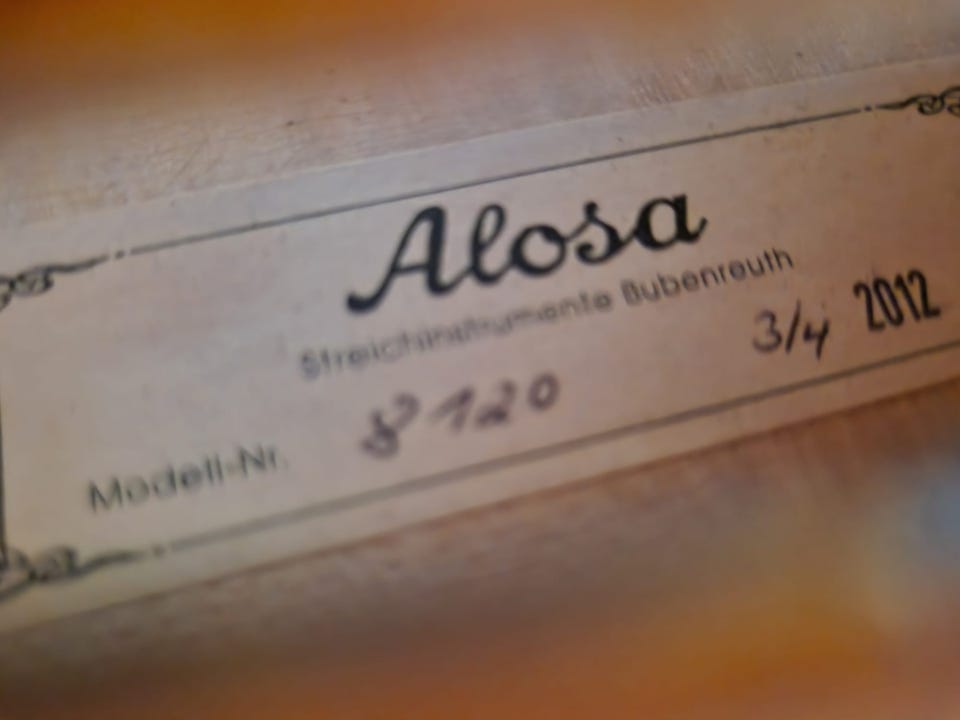 Alosa
Streichinstrumente Bubenreuth
3/4 2012
Modell-Nr. 8120